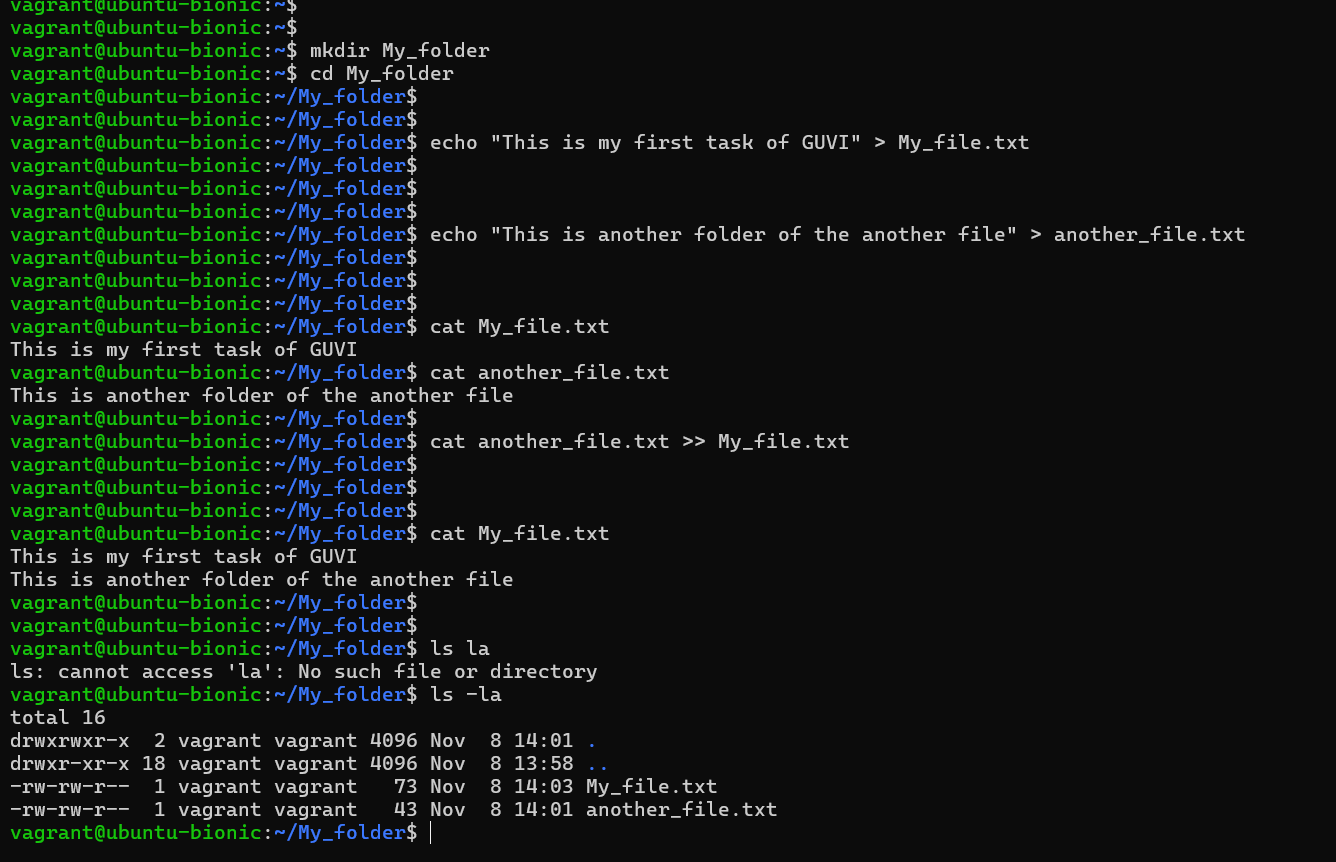 vagrant@ubuntu-bionic:~$
vagrant@ubuntu-bionic:~$
vagrant@ubuntu-bionic:~$ mkdir My_folder
vagrant@ubuntu-bionic:~$ cd My_folder
vagrant@ubuntu-bionic:~/My_folder$
vagrant@ubuntu-bionic:~/My_folder$
vagrant@ubuntu-bionic:~/My_folder$ echo "This is my first task of GUVI" > My_file.txt
vagrant@ubuntu-bionic:~/My_folder$
vagrant@ubuntu-bionic:~/My_folder$
vagrant@ubuntu-bionic:~/My_folder$
vagrant@ubuntu-bionic:~/My_folder$ echo "This is another folder of the another file" > another_file.txt
vagrant@ubuntu-bionic:~/My_folder$
vagrant@ubuntu-bionic:~/My_folder$
vagrant@ubuntu-bionic:~/My_folder$
vagrant@ubuntu-bionic:~/My_folder$ cat My_file.txt
This is my first task of GUVI
vagrant@ubuntu-bionic:~/My_folder$ cat another_file.txt
This is another folder of the another file
vagrant@ubuntu-bionic:~/My_folder$
vagrant@ubuntu-bionic:~/My_folder$ cat another_file.txt >> My_file.txt
vagrant@ubuntu-bionic:~/My_folder$
vagrant@ubuntu-bionic:~/My_folder$
vagrant@ubuntu-bionic:~/My_folder$
vagrant@ubuntu-bionic:~/My_folder$ cat My_file.txt
This is my first task of GUVI
This is another folder of the another file
vagrant@ubuntu-bionic:~/My_folder$
vagrant@ubuntu-bionic:~/My_folder$
vagrant@ubuntu-bionic:~/My_folder$ ls la
ls: cannot access 'la': No such file or directory
vagrant@ubuntu-bionic:~/My_folder$ ls -la
total 16
drwxrwxr-x  2 vagrant vagrant 4096 Nov  8 14:01 .
drwxr-xr-x 18 vagrant vagrant 4096 Nov  8 13:58 ..
-rw-rw-r--  1 vagrant vagrant   73 Nov  8 14:03 My_file.txt
-rw-rw-r--  1 vagrant vagrant   43 Nov  8 14:01 another_file.txt
vagrant@ubuntu-bionic:~/My_folder$